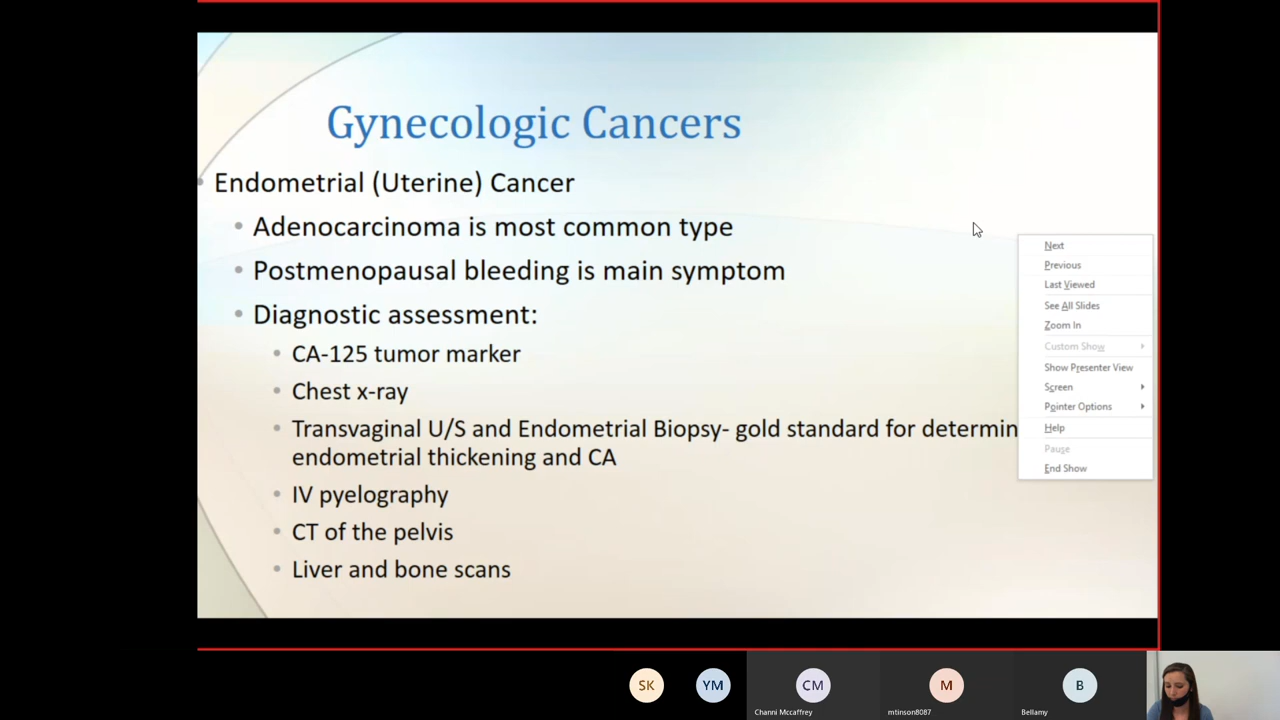 Gynecologic Cancers
Endometrial (Uterine) Cancer
Adenocarcinoma is most common type
Postmenopausal bleeding is main symptom
Diagnostic assessment:
CA-125 tumor marker
Chest x-ray
Transvaginal U/S and Endometrial Biopsy- gold standard for determin
endometrial thickening and CA
IV pyelography
CT of the pelvis
Liver and bone scans
Next
Previous
Last Viewed
See All Slides
Zoom In
Custom Show
Show Presenter View
Screen
Pointer Options
Help
Pause
End Show
SK
YM
CM
M
B
Channi Mccaffrey
mtinson8087
Bellamy